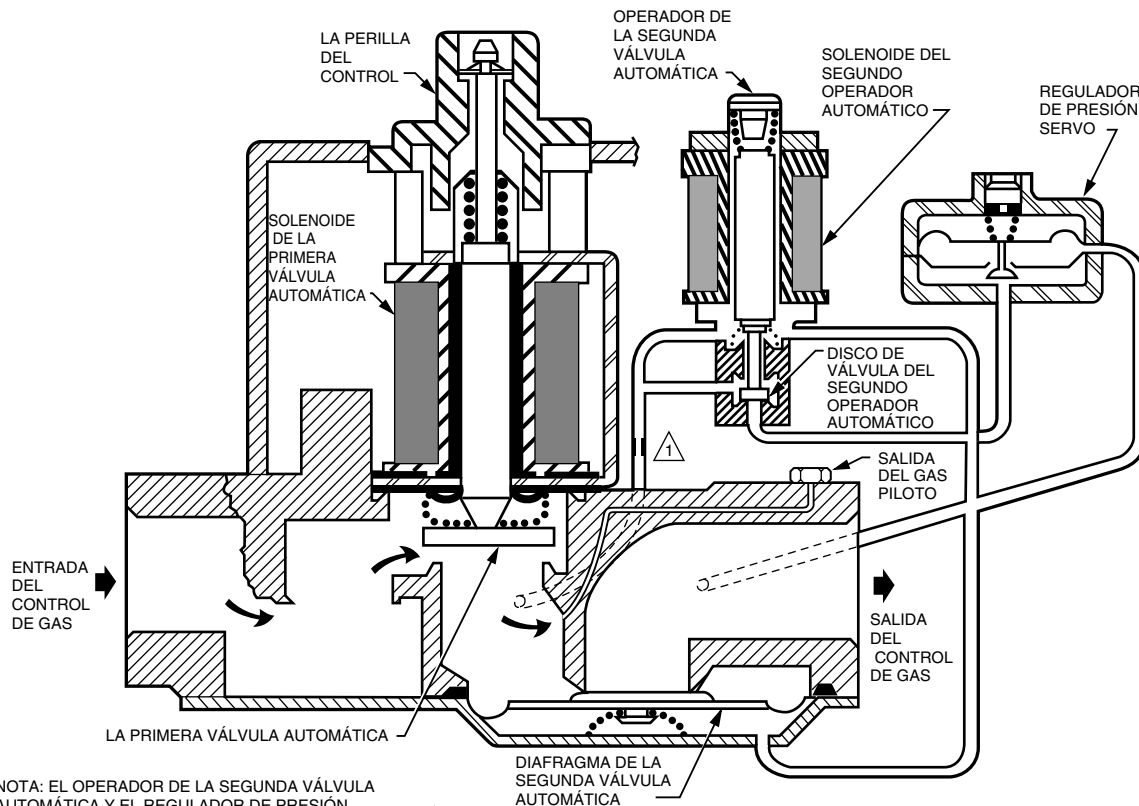 LA PERILLA
DEL
CONTROL
OPERADOR DE
LA SEGUNDA
VÁLVULA
AUTOMÁTICA
SOLENOIDE DEL
SEGUNDO
OPERADOR
AUTOMÁTICO
REGULADOR
DE PRESIÓN
SERVO
SOLENOIDE
DE LA
PRIMERA
VÁLVULA
AUTOMÁTICA
DISCO DE
VÁLVULA DEL
SEGUNDO
OPERADOR
AUTOMÁTICO
1
SALIDA
DEL GAS
PILOTO
ENTRADA
DEL
CONTROL
DE GAS
SALIDA
DEL
CONTROL
DE GAS
LA PRIMERA VÁLVULA AUTOMÁTICA
DIAFRAGMA DE LA
SEGUNDA VÁLVULA
AUTOMÁTICA
NOTA: EL OPERADOR DE LA SEGUNDA VÁLVULA
AUTOMÁTICA Y EL REGULADOR DE PRESIÓN